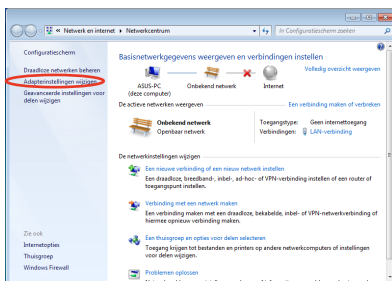 « Netwerk en internet ▸ Netwerkcentrum
In Configuratiescherm zoeken
Configuratiescherm
Draadloze netwerken beheren
Adapterinstellingen wijzigen
Geavanceerde instellingen voor
delen wijzigen
Zie ook
Internetopties
Thuisgroep
Windows Firewall
Basisnetwerkgegevens weergeven en verbindingen instellen
Volledig overzicht weergeven
ASUS-PC
(deze computer)
Onbekend netwerk
Internet
De actieve netwerken weergeven
Een verbinding maken of verbreken
Onbekend netwerk
Openbaar netwerk
Toegangstype: Geen internettoegang
Verbindingen: LAN-verbinding
De netwerkinstellingen wijzigen
Een nieuwe verbinding of een nieuw netwerk instellen
Een draadloze, breedband-, inbel-, ad-hoc- of VPN-verbinding instellen of een router of
toegangspunt instellen.
Verbinding met een netwerk maken
Een verbinding maken met een draadloze, bekabelde, inbel- of VPN-netwerkverbinding of
hiermee opnieuw verbinding maken.
Een thuisgroep en opties voor delen selecteren
Toegang krijgen tot bestanden en printers op andere netwerkcomputers of instellingen
voor delen wijzigen.
Problemen oplossen